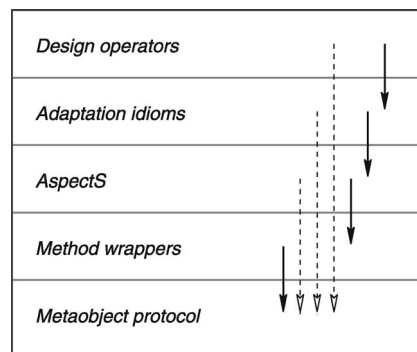 Design operators
Adaptation idioms
AspectS
Method wrappers
Metaobject protocol